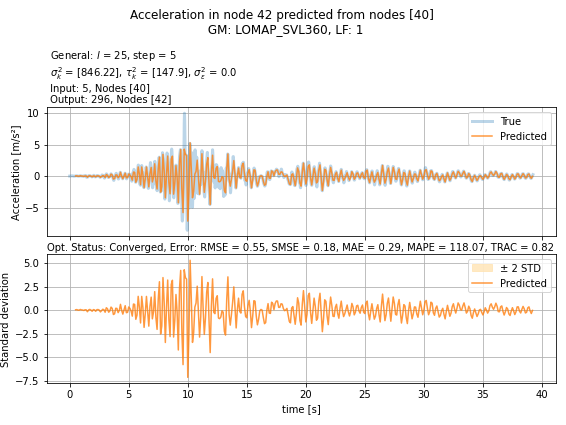 Acceleration in node 42 predicted from nodes [40]
GM: LOMAP_SVL360, LF: 1
General: l = 25, step = 5
σ²ₖ = [846.22], τ²ₖ = [147.9], σ²ε = 0.0
Input: 5, Nodes [40]
Output: 296, Nodes [42]
10
5
0
−5
Acceleration [m/s²]
True
Predicted
Opt. Status: Converged, Error: RMSE = 0.55, SMSE = 0.18, MAE = 0.29, MAPE = 118.07, TRAC = 0.82
5.0
2.5
0.0
−2.5
−5.0
−7.5
Standard deviation
± 2 STD
Predicted
0 5 10 15 20 25 30 35 40
time [s]